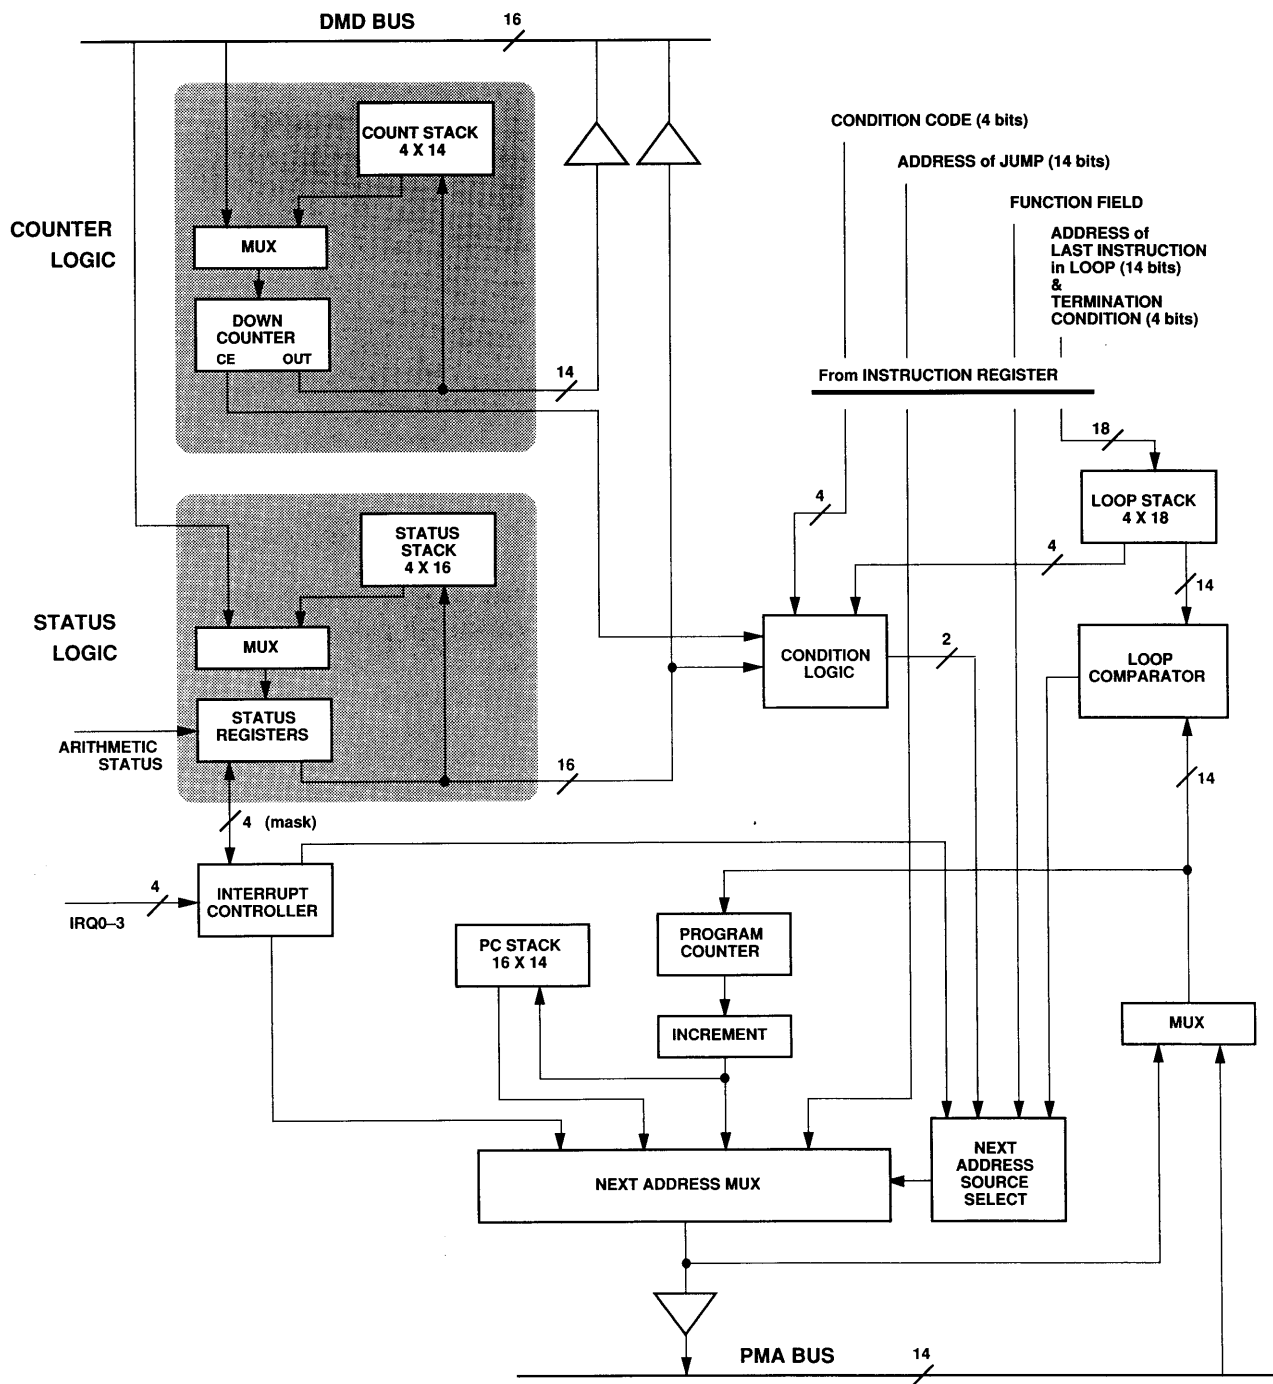 DMD BUS
16
COUNT STACK
4 X 14
CONDITION CODE (4 bits)
ADDRESS of JUMP (14 bits)
FUNCTION FIELD
ADDRESS of
LAST INSTRUCTION
in LOOP (14 bits)
&
TERMINATION
CONDITION (4 bits)
COUNTER
LOGIC
MUX
DOWN
COUNTER
CE OUT
14
From INSTRUCTION REGISTER
18
LOOP STACK
4 X 18
4
4
14
STATUS
STACK
4 X 16
STATUS
LOGIC
MUX
STATUS
REGISTERS
ARITHMETIC
STATUS
16
CONDITION
LOGIC
2
LOOP
COMPARATOR
14
4 (mask)
INTERRUPT
CONTROLLER
4
IRQ0–3
PC STACK
16 X 14
PROGRAM
COUNTER
INCREMENT
MUX
NEXT ADDRESS MUX
NEXT
ADDRESS
SOURCE
SELECT
PMA BUS
14